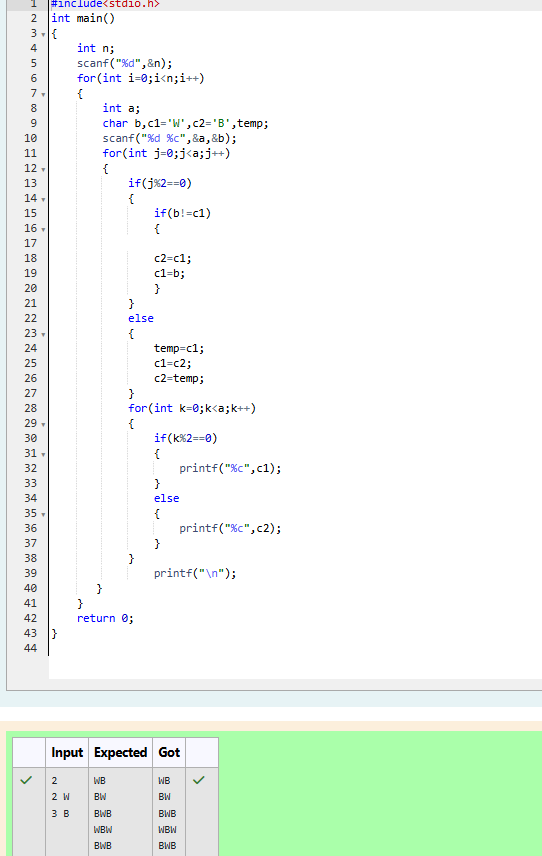 1 #include<stdio.h>
2 int main()
3 {
4 int n;
5 scanf("%d",&n);
6 for(int i=0;i<n;i++)
7 {
8 int a;
9 char b,c1='W',c2='B',temp;
10 scanf("%d %c",&a,&b);
11 for(int j=0;j<a;j++)
12 {
13 if(j%2==0)
14 {
15 if(b!=c1)
16 {
17
18 c2=c1;
19 c1=b;
20 }
21 }
22 else
23 {
24 temp=c1;
25 c1=c2;
26 c2=temp;
27 }
28 for(int k=0;k<a;k++)
29 {
30 if(k%2==0)
31 {
32 printf("%c",c1);
33 }
34 else
35 {
36 printf("%c",c2);
37 }
38 }
39 printf("\n");
40 }
41 }
42 return 0;
43 }
44
Input Expected Got
2 WB WB
2 W BW BW
3 B BWB BWB
WBW WBW
BWB BWB